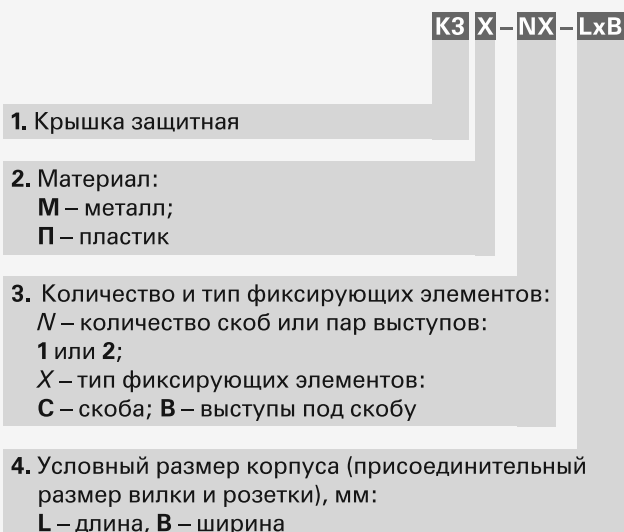 КЗ Х – NX – LxB
1. Крышка защитная
2. Материал:
М – металл;
П – пластик
3. Количество и тип фиксирующих элементов:
N – количество скоб или пар выступов:
1 или 2;
X – тип фиксирующих элементов:
С – скоба; В – выступы под скобу
4. Условный размер корпуса (присоединительный
размер вилки и розетки), мм:
L – длина, B – ширина